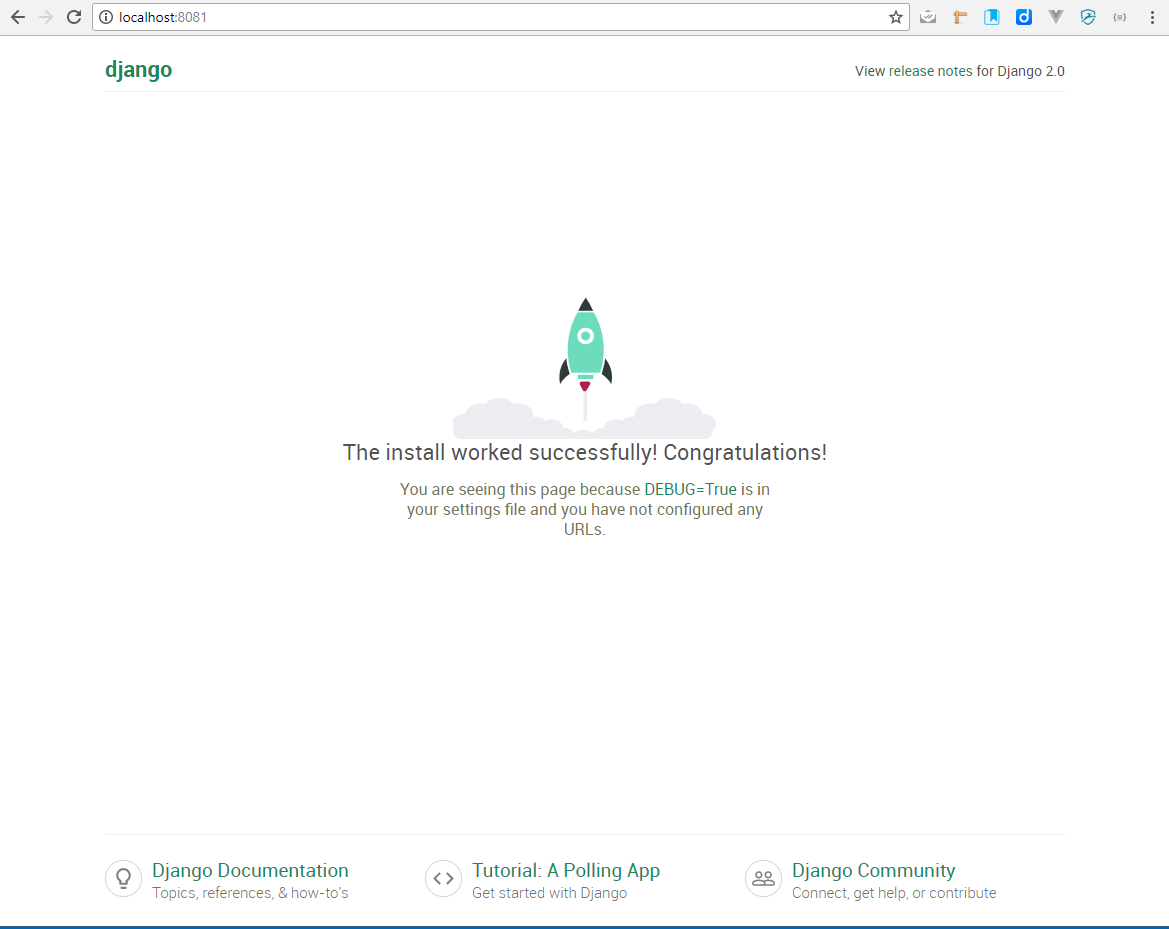 localhost:8081
django
View release notes for Django 2.0
The install worked successfully! Congratulations!
You are seeing this page because DEBUG=True is in
your settings file and you have not configured any
URLs.
Django Documentation
Topics, references, & how-to's
Tutorial: A Polling App
Get started with Django
Django Community
Connect, get help, or contribute